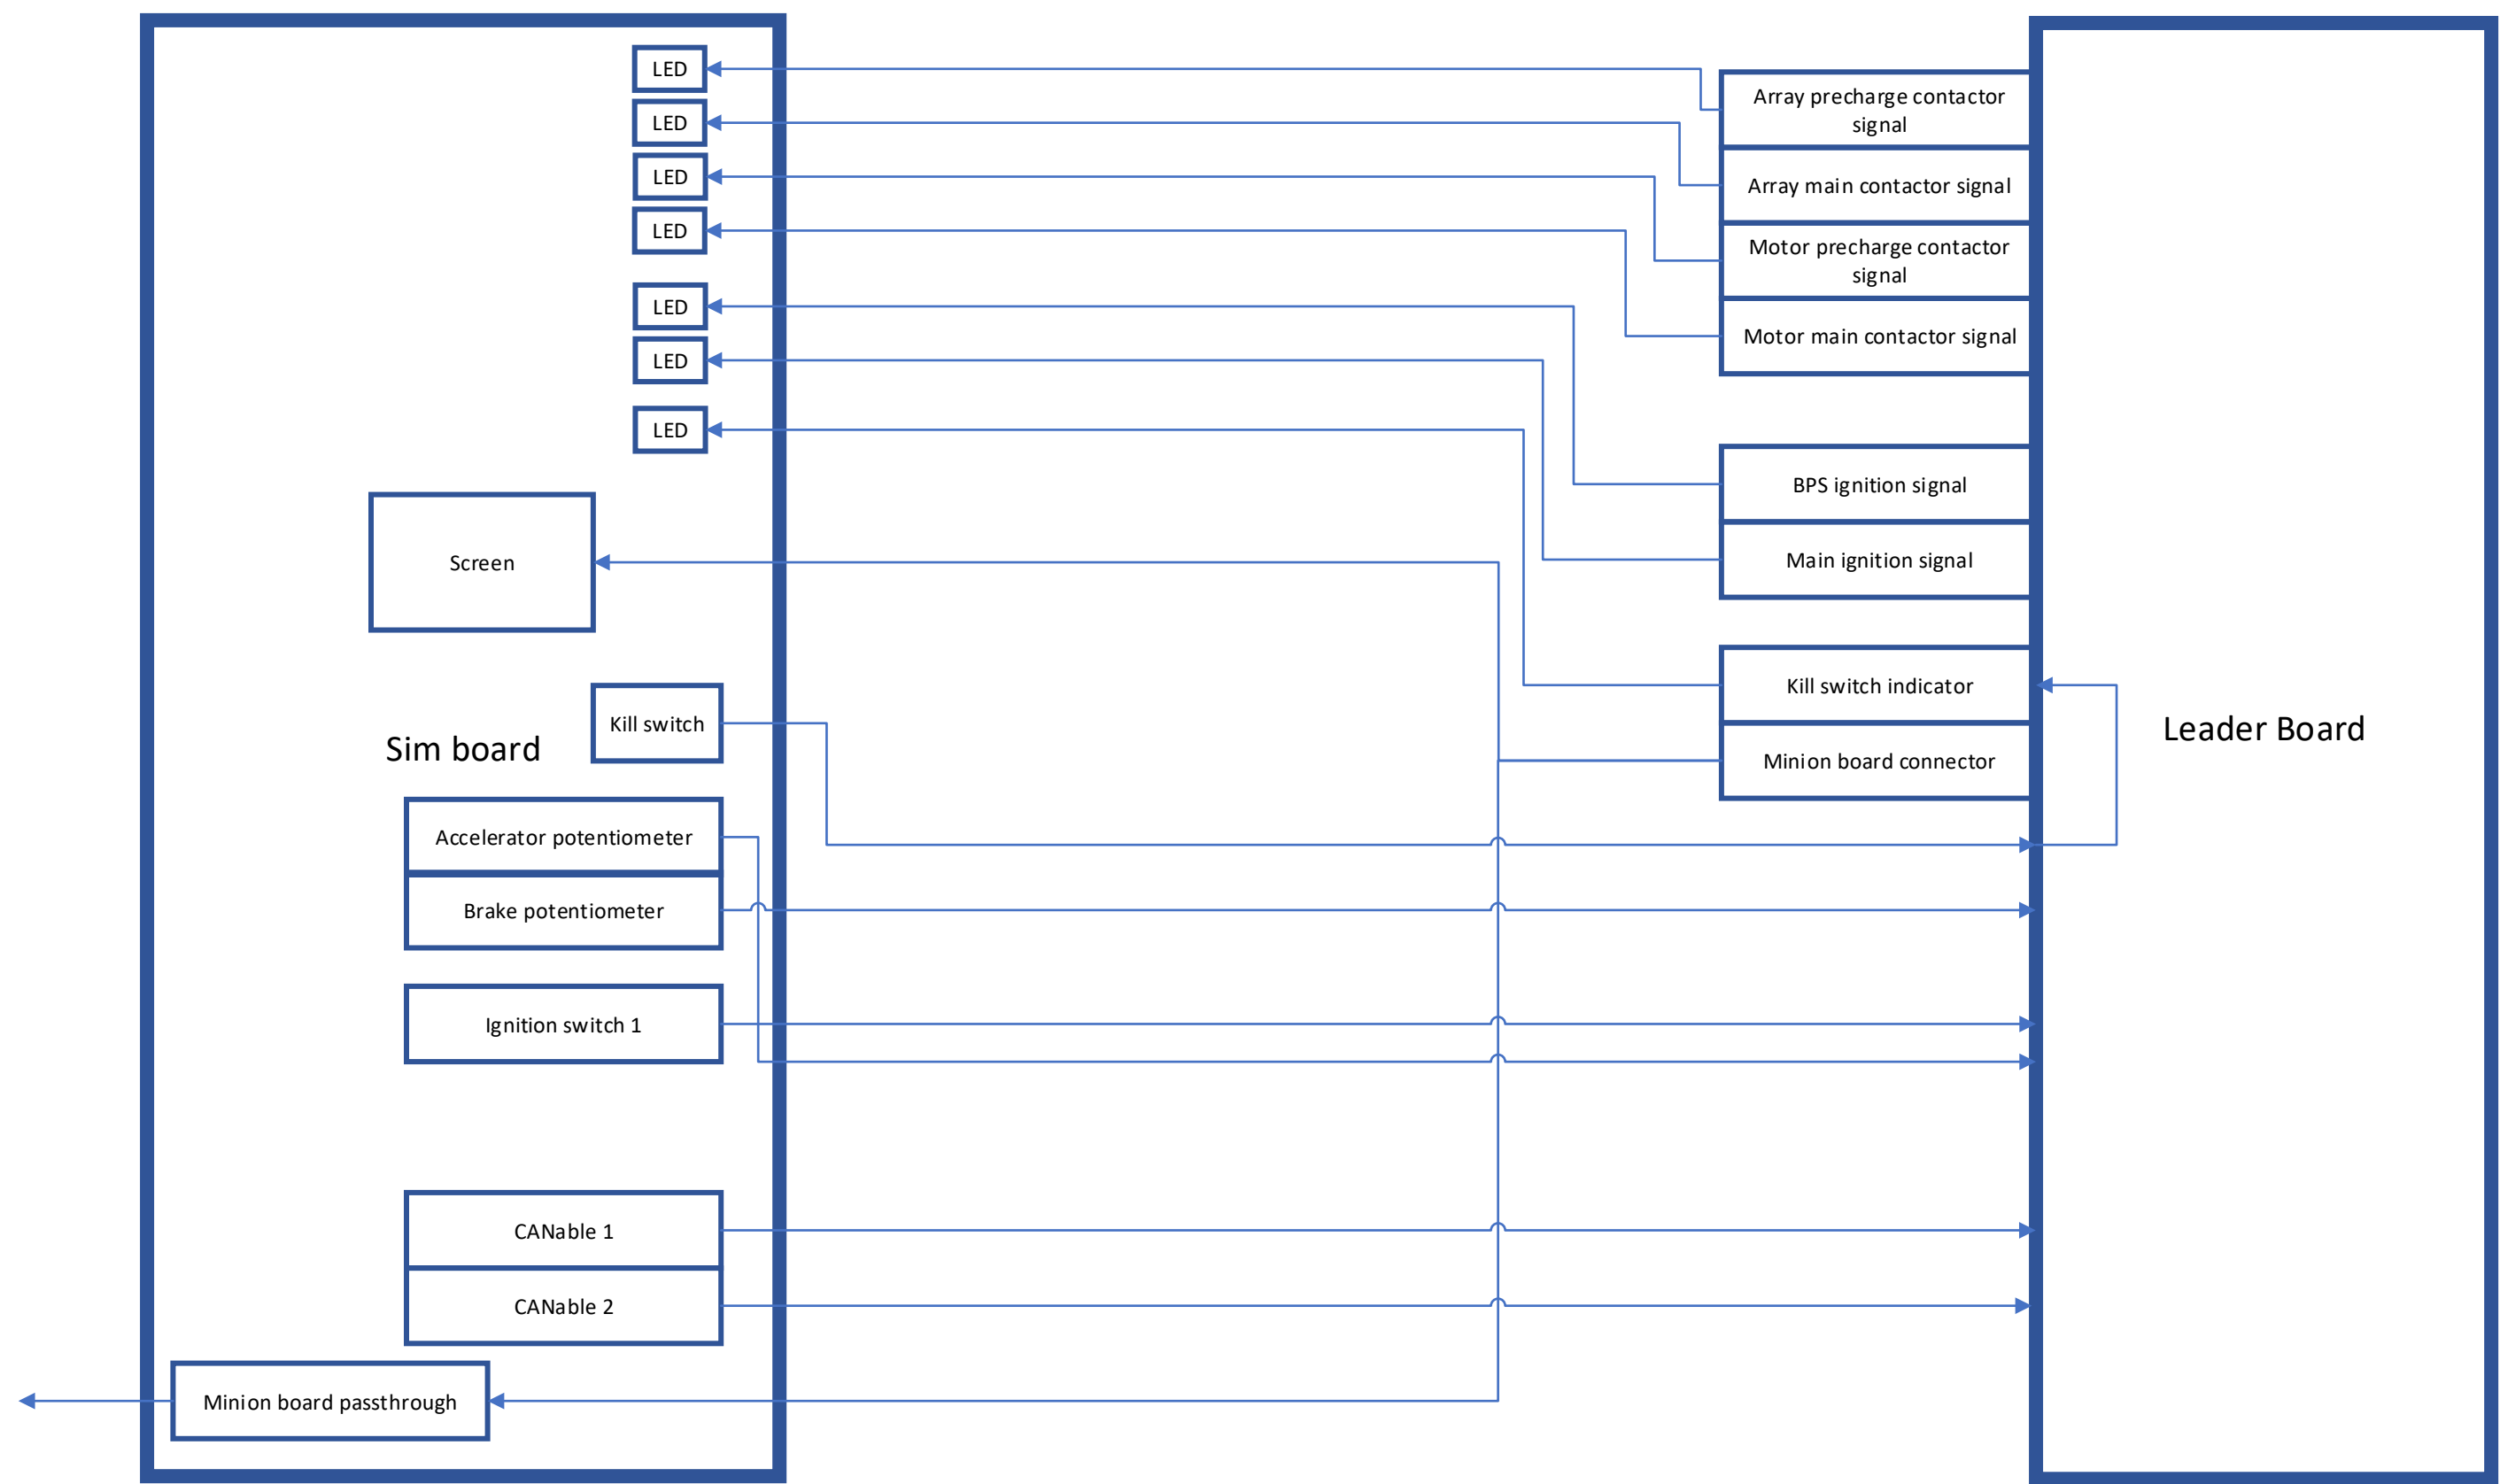 LED
LED
LED
LED
LED
LED
LED
Screen
Kill switch
Sim board
Accelerator potentiometer
Brake potentiometer
Ignition switch 1
CANable 1
CANable 2
Minion board passthrough
Array precharge contactor
signal
Array main contactor signal
Motor precharge contactor
signal
Motor main contactor signal
BPS ignition signal
Main ignition signal
Kill switch indicator
Minion board connector
Leader Board